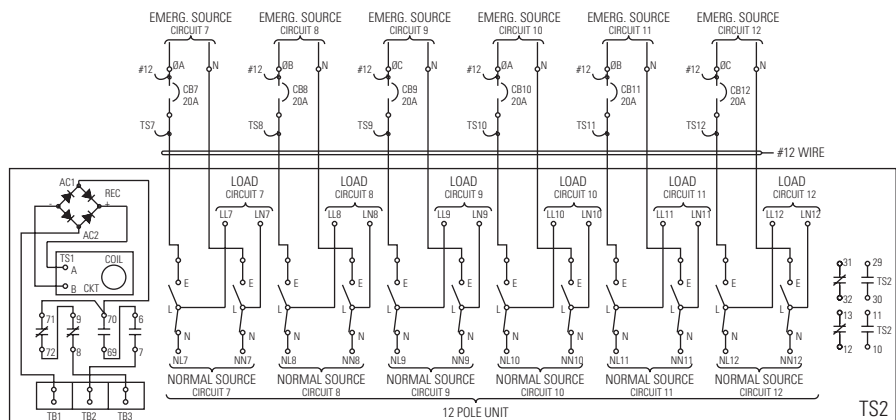 EMERG. SOURCE EMERG. SOURCE EMERG. SOURCE EMERG. SOURCE EMERG. SOURCE EMERG. SOURCE
CIRCUIT 7 CIRCUIT 8 CIRCUIT 9 CIRCUIT 10 CIRCUIT 11 CIRCUIT 12
#12 ØA N #12 ØB N #12 ØC N #12 ØA N #12 ØB N #12 ØC N
CB7 CB8 CB9 CB10 CB11 CB12
20A 20A 20A 20A 20A 20A
TS7 TS8 TS9 TS10 TS11 TS12
#12 WIRE
AC1 REC LOAD LOAD LOAD LOAD LOAD LOAD
CIRCUIT 7 CIRCUIT 8 CIRCUIT 9 CIRCUIT 10 CIRCUIT 11 CIRCUIT 12
- + LL7 LN7 LL8 LN8 LL9 LN9 LL10 LN10 LL11 LN11 LL12 LN12
AC2
TS1 COIL
A
B CKT
31 29
TS2
32 30
13 11
TS2
12 10
E E E E E E E E E E E E
L L L L L L L L L L L L
N N N N N N N N N N N N
71 9 70 6
72 8 69 7
NL7 NN7 NL8 NN8 NL9 NN9 NL10 NN10 NL11 NN11 NL12 NN12
NORMAL SOURCE NORMAL SOURCE NORMAL SOURCE NORMAL SOURCE NORMAL SOURCE NORMAL SOURCE
CIRCUIT 7 CIRCUIT 8 CIRCUIT 9 CIRCUIT 10 CIRCUIT 11 CIRCUIT 12
TB1 TB2 TB3
12 POLE UNIT
TS2